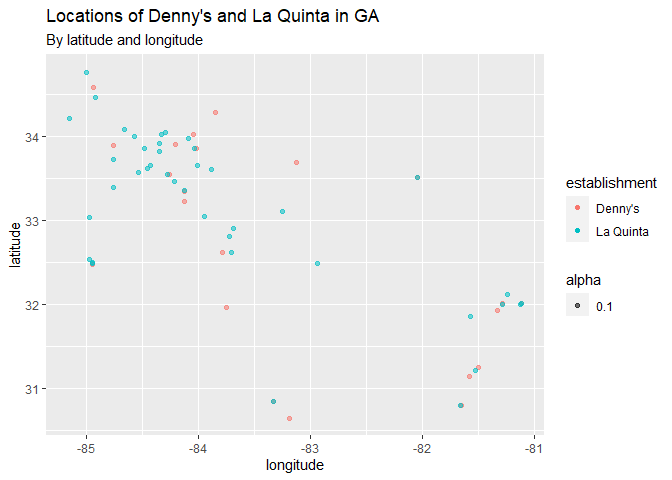 Locations of Denny's and La Quinta in GA
By latitude and longitude
34
33
32
31
latitude
-85
-84
-83
-82
-81
longitude
establishment
Denny's
La Quinta
alpha
0.1